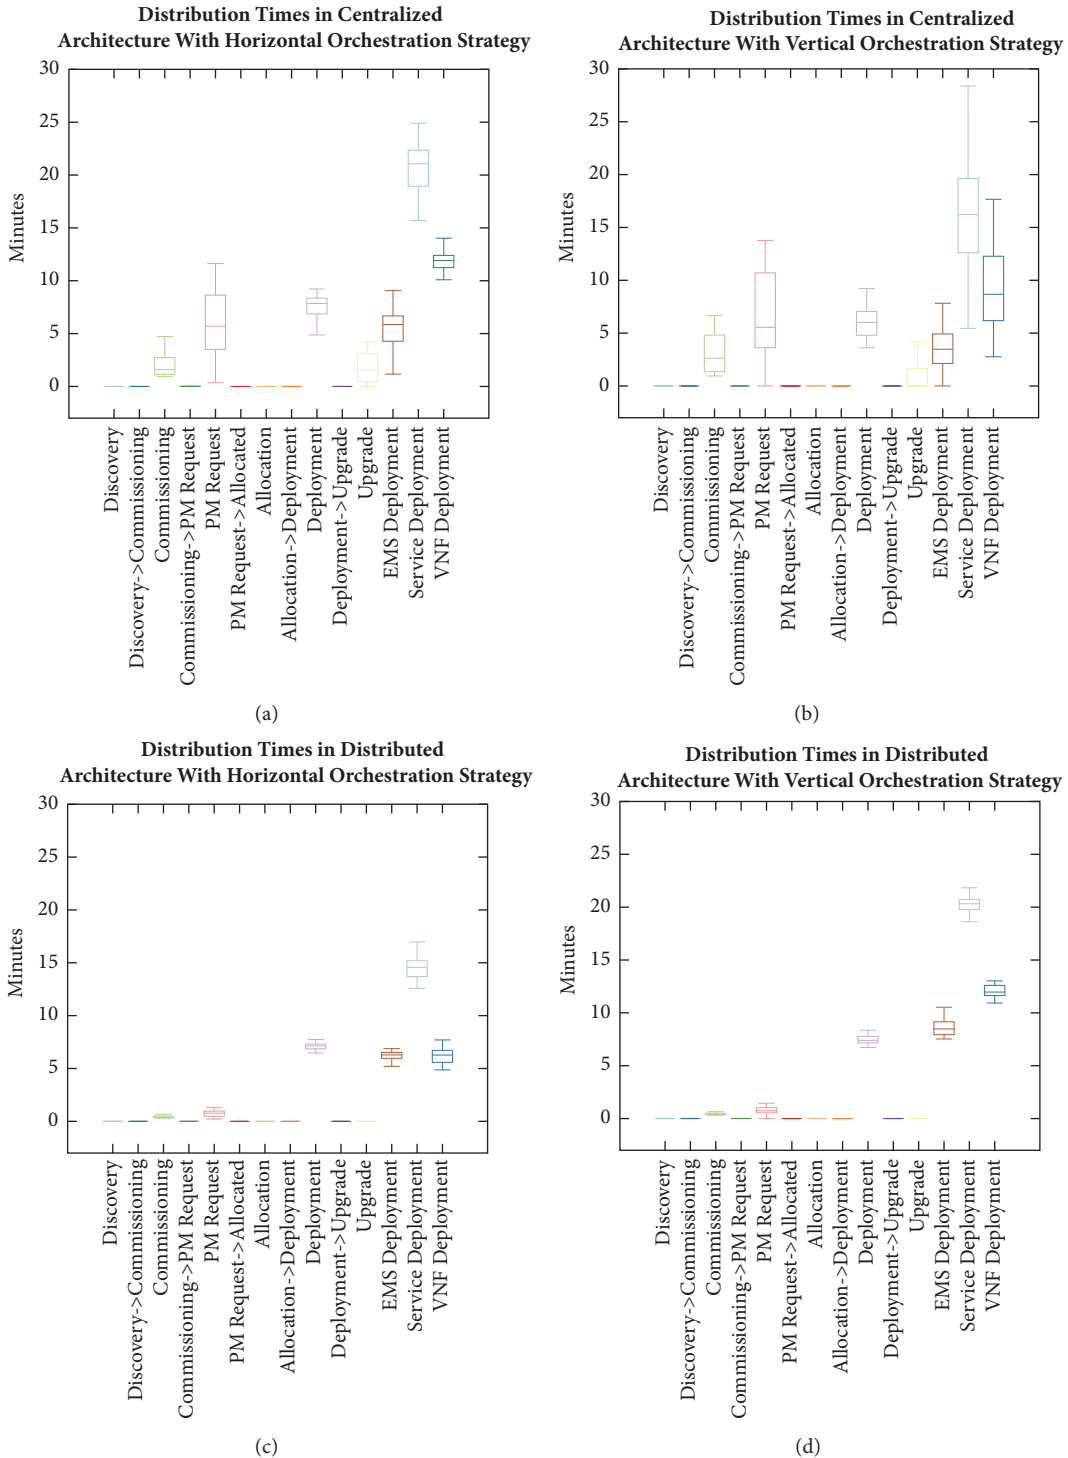 Distribution Times in Centralized
Architecture With Horizontal Orchestration Strategy
30
25
20
15
10
5
0
Minutes
Discovery
Discovery->Commissioning
Commissioning
Commissioning->PM Request
PM Request
PM Request->Allocated
Allocation
Allocation->Deployment
Deployment
Deployment->Upgrade
Upgrade
EMS Deployment
Service Deployment
VNF Deployment
(a)
Distribution Times in Centralized
Architecture With Vertical Orchestration Strategy
30
25
20
15
10
5
0
Minutes
Discovery
Discovery->Commissioning
Commissioning
Commissioning->PM Request
PM Request
PM Request->Allocated
Allocation
Allocation->Deployment
Deployment
Deployment->Upgrade
Upgrade
EMS Deployment
Service Deployment
VNF Deployment
(b)
Distribution Times in Distributed
Architecture With Horizontal Orchestration Strategy
30
25
20
15
10
5
0
Minutes
Discovery
Discovery->Commissioning
Commissioning
Commissioning->PM Request
PM Request
PM Request->Allocated
Allocation
Allocation->Deployment
Deployment
Deployment->Upgrade
Upgrade
EMS Deployment
Service Deployment
VNF Deployment
(c)
Distribution Times in Distributed
Architecture With Vertical Orchestration Strategy
30
25
20
15
10
5
0
Minutes
Discovery
Discovery->Commissioning
Commissioning
Commissioning->PM Request
PM Request
PM Request->Allocated
Allocation
Allocation->Deployment
Deployment
Deployment->Upgrade
Upgrade
EMS Deployment
Service Deployment
VNF Deployment
(d)